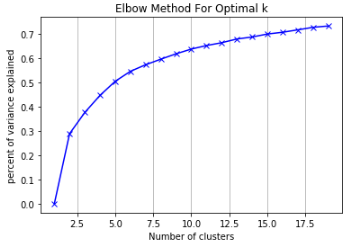 Elbow Method For Optimal k
percent of variance explained
0.7
0.6
0.5
0.4
0.3
0.2
0.1
0.0
2.5 5.0 7.5 10.0 12.5 15.0 17.5
Number of clusters